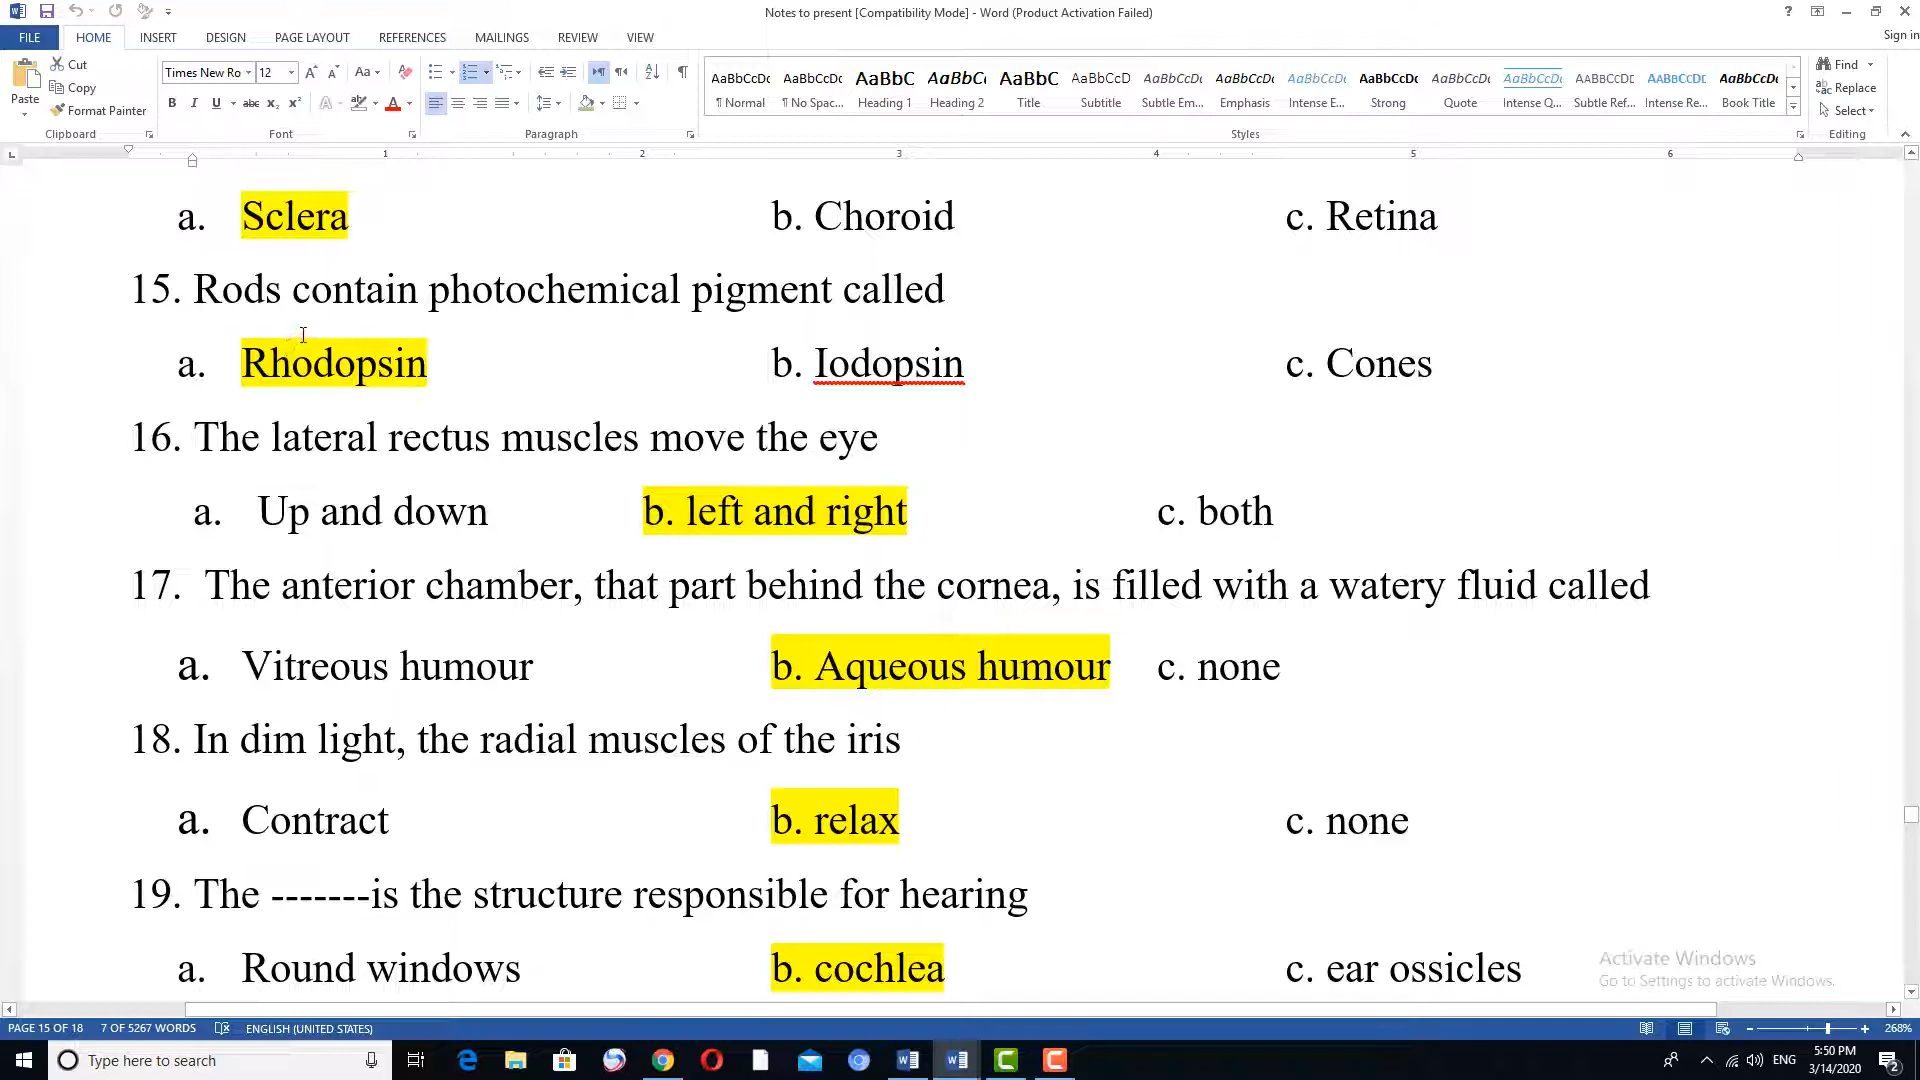 Notes to present [Compatibility Mode] - Word (Product Activation Failed)
FILE HOME INSERT DESIGN PAGE LAYOUT REFERENCES MAILINGS REVIEW VIEW Sign in
Paste Cut
Copy
Format Painter
Times New Ro 12
AaBbCcDc AaBbCcDc AaBbC AaBbCc AaBbC AaBbCcD AaBbCcDc AaBbCcDc AaBbCcDc AaBbCcDc AaBbCcDc AaBbCcDc AaBbCcDc AaBbCcDc AaBbCcDc
¶ Normal ¶ No Spac... Heading 1 Heading 2 Title Subtitle Subtle Em... Emphasis Intense E... Strong Quote Intense Q... Subtle Ref... Intense Re... Book Title
Find
Replace
Select
Clipboard Font Paragraph Styles Editing
1 2 3 4 5 6
a. Sclera b. Choroid c. Retina
15. Rods contain photochemical pigment called
a. Rhodopsin b. Iodopsin c. Cones
16. The lateral rectus muscles move the eye
a. Up and down b. left and right c. both
17. The anterior chamber, that part behind the cornea, is filled with a watery fluid called
a. Vitreous humour b. Aqueous humour c. none
18. In dim light, the radial muscles of the iris
a. Contract b. relax c. none
19. The -------is the structure responsible for hearing
a. Round windows b. cochlea c. ear ossicles
Activate Windows
Go to Settings to activate Windows.
PAGE 15 OF 18 7 OF 5267 WORDS ENGLISH (UNITED STATES) 268%
Type here to search ENG 5:50 PM
3/14/2020 2